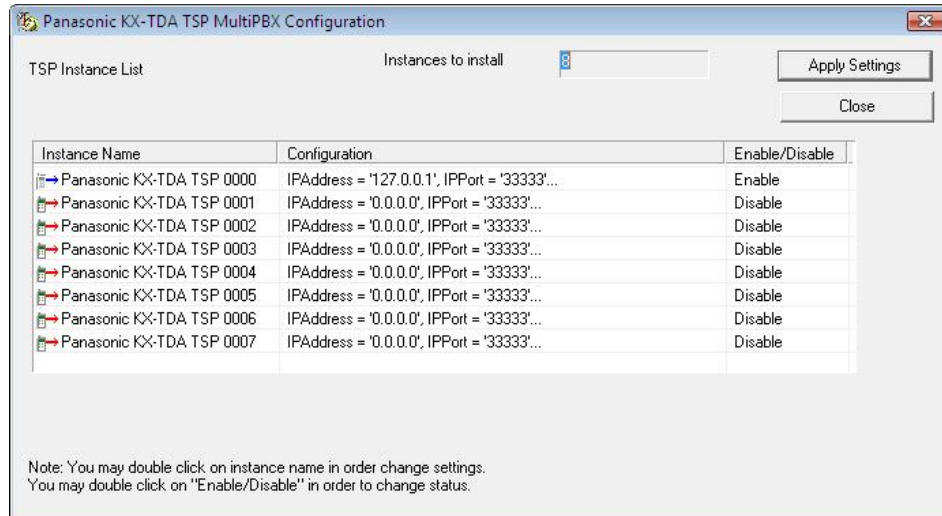 Panasonic KX-TDA TSP MultiPBX Configuration
TSP Instance List
Instances to install 8
Apply Settings
Close
Instance Name Configuration Enable/Disable
Panasonic KX-TDA TSP 0000 IPAddress = '127.0.0.1', IPPort = '33333'... Enable
Panasonic KX-TDA TSP 0001 IPAddress = '0.0.0.0', IPPort = '33333'... Disable
Panasonic KX-TDA TSP 0002 IPAddress = '0.0.0.0', IPPort = '33333'... Disable
Panasonic KX-TDA TSP 0003 IPAddress = '0.0.0.0', IPPort = '33333'... Disable
Panasonic KX-TDA TSP 0004 IPAddress = '0.0.0.0', IPPort = '33333'... Disable
Panasonic KX-TDA TSP 0005 IPAddress = '0.0.0.0', IPPort = '33333'... Disable
Panasonic KX-TDA TSP 0006 IPAddress = '0.0.0.0', IPPort = '33333'... Disable
Panasonic KX-TDA TSP 0007 IPAddress = '0.0.0.0', IPPort = '33333'... Disable
Note: You may double click on instance name in order change settings.
You may double click on "Enable/Disable" in order to change status.